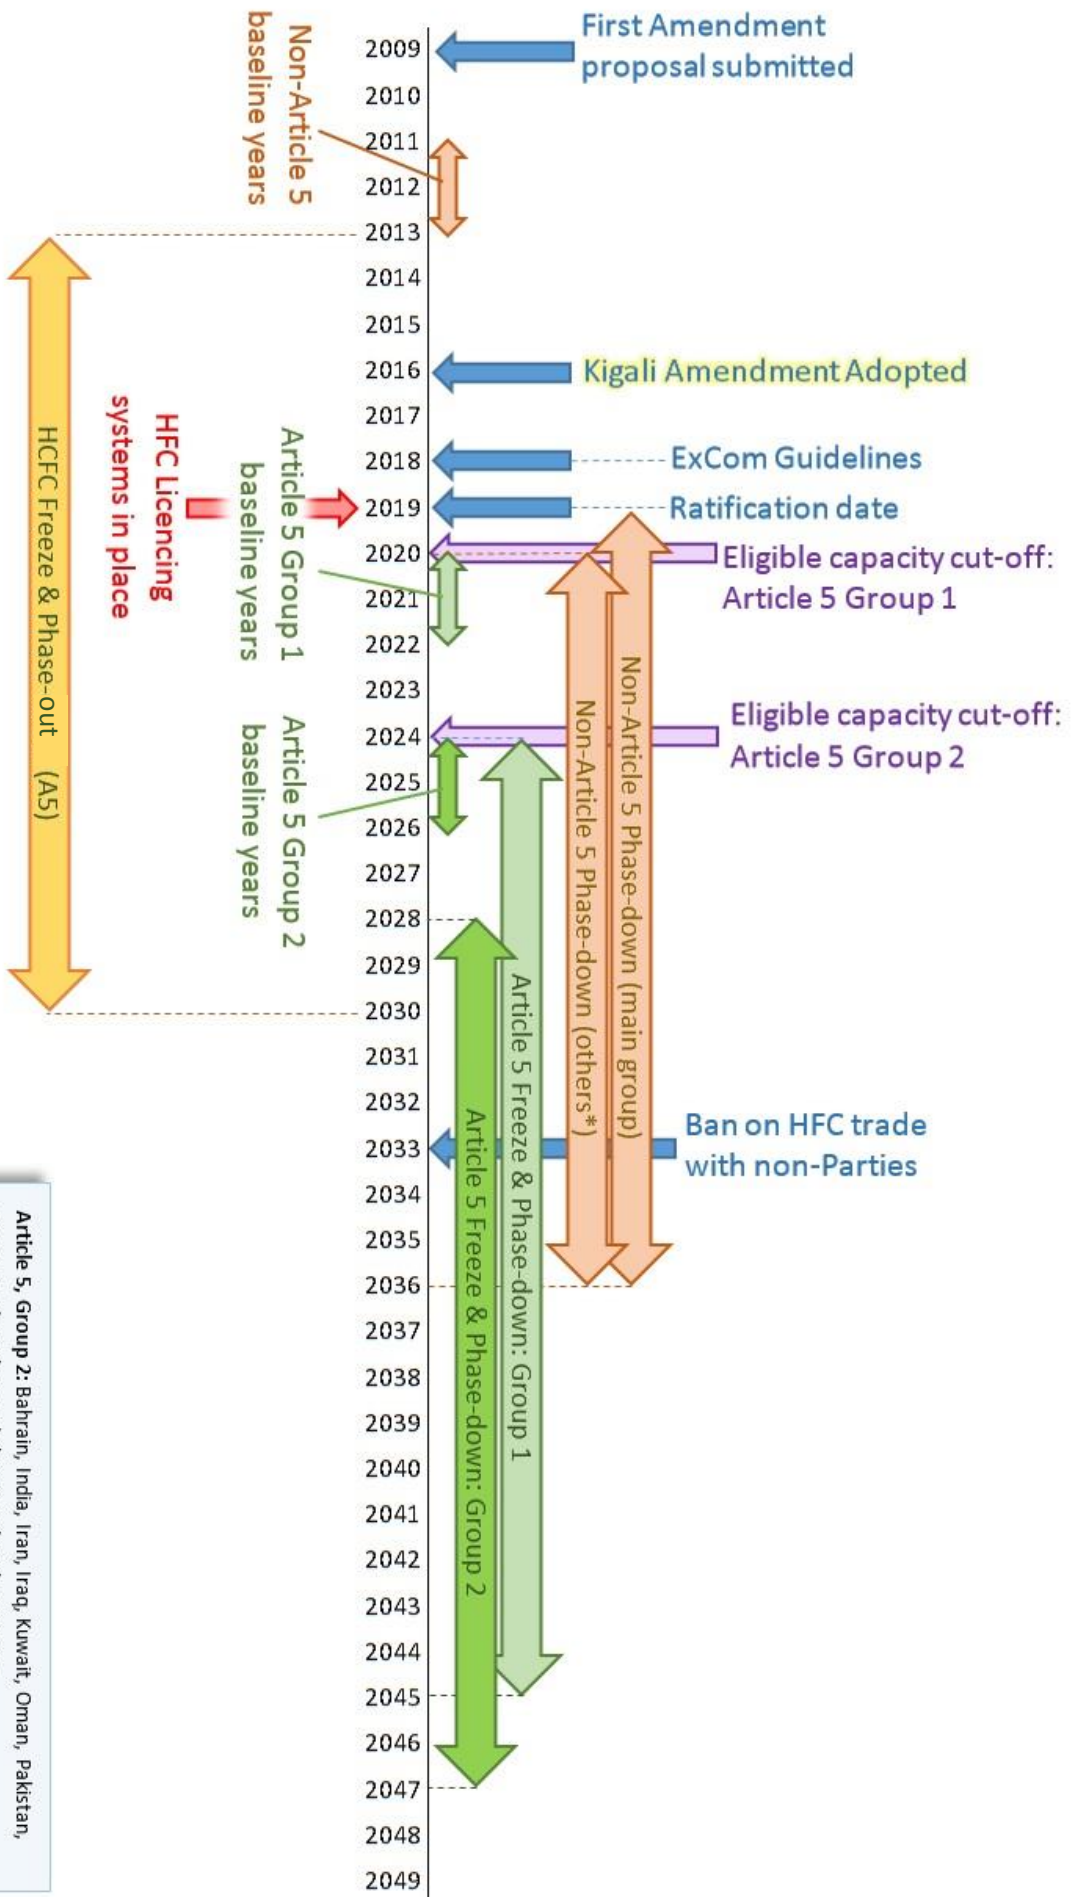 First Amendment
proposal submitted
Non-Article 5
baseline years
Kigali Amendment Adopted
ExCom Guidelines
Ratification date
HFC Licencing
systems in place
Article 5 Group 1
baseline years
Eligible capacity cut-off:
Article 5 Group 1
Eligible capacity cut-off:
Article 5 Group 2
Article 5 Group 2
baseline years
HCFC Freeze & Phase-out (A5)
Non-Article 5 Phase-down (main group)
Non-Article 5 Phase-down (others*)
Article 5 Freeze & Phase-down: Group 1
Article 5 Freeze & Phase-down: Group 2
Ban on HFC trade
with non-Parties
2009
2010
2011
2012
2013
2014
2015
2016
2017
2018
2019
2020
2021
2022
2023
2024
2025
2026
2027
2028
2029
2030
2031
2032
2033
2034
2035
2036
2037
2038
2039
2040
2041
2042
2043
2044
2045
2046
2047
2048
2049
Article 5, Group 2: Bahrain, India, Iran, Iraq, Kuwait, Oman, Pakistan,